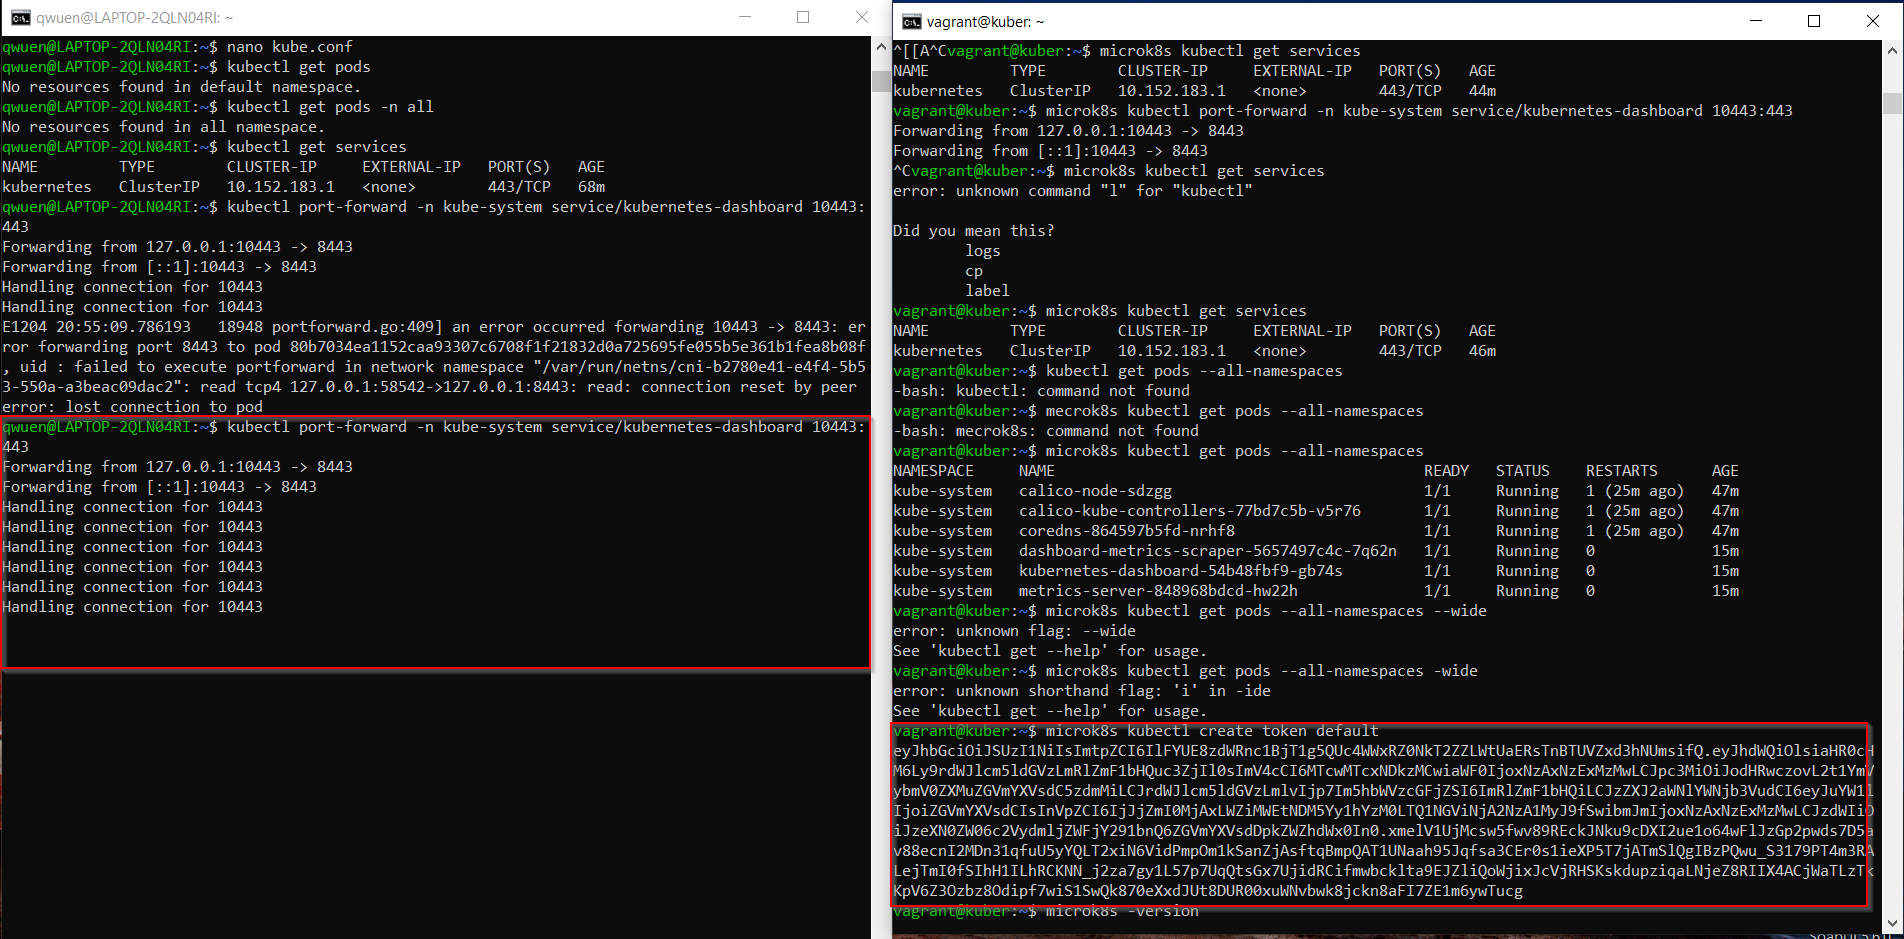 qwuen@LAPTOP-2QLN04RI: ~
qwuen@LAPTOP-2QLN04RI:~$ nano kube.conf
qwuen@LAPTOP-2QLN04RI:~$ kubectl get pods
No resources found in default namespace.
qwuen@LAPTOP-2QLN04RI:~$ kubectl get pods -n all
No resources found in all namespace.
qwuen@LAPTOP-2QLN04RI:~$ kubectl get services
NAME TYPE CLUSTER-IP EXTERNAL-IP PORT(S) AGE
kubernetes ClusterIP 10.152.183.1 <none> 443/TCP 68m
qwuen@LAPTOP-2QLN04RI:~$ kubectl port-forward -n kube-system service/kubernetes-dashboard 10443:
443
Forwarding from 127.0.0.1:10443 -> 8443
Forwarding from [::1]:10443 -> 8443
Handling connection for 10443
Handling connection for 10443
E1204 20:55:09.786193 18948 portforward.go:409] an error occurred forwarding 10443 -> 8443: er
ror forwarding port 8443 to pod 80b7034ea1152caa93307c6708f1f21832d0a725695fe055b5e361b1fea8b08f
, uid : failed to execute portforward in network namespace "/var/run/netns/cni-b2780e41-e4f4-5b5
3-550a-a3beac09dac2": read tcp4 127.0.0.1:58542->127.0.0.1:8443: read: connection reset by peer
error: lost connection to pod
qwuen@LAPTOP-2QLN04RI:~$ kubectl port-forward -n kube-system service/kubernetes-dashboard 10443:
443
Forwarding from 127.0.0.1:10443 -> 8443
Forwarding from [::1]:10443 -> 8443
Handling connection for 10443
Handling connection for 10443
Handling connection for 10443
Handling connection for 10443
Handling connection for 10443
Handling connection for 10443
vagrant@kuber: ~
^[[A^Cvagrant@kuber:~$ microk8s kubectl get services
NAME TYPE CLUSTER-IP EXTERNAL-IP PORT(S) AGE
kubernetes ClusterIP 10.152.183.1 <none> 443/TCP 44m
vagrant@kuber:~$ microk8s kubectl port-forward -n kube-system service/kubernetes-dashboard 10443:443
Forwarding from 127.0.0.1:10443 -> 8443
Forwarding from [::1]:10443 -> 8443
^Cvagrant@kuber:~$ microk8s kubectl get services
error: unknown command "l" for "kubectl"
Did you mean this?
logs
cp
label
vagrant@kuber:~$ microk8s kubectl get services
NAME TYPE CLUSTER-IP EXTERNAL-IP PORT(S) AGE
kubernetes ClusterIP 10.152.183.1 <none> 443/TCP 46m
vagrant@kuber:~$ kubectl get pods --all-namespaces
-bash: kubectl: command not found
vagrant@kuber:~$ mecrok8s kubectl get pods --all-namespaces
-bash: mecrok8s: command not found
vagrant@kuber:~$ microk8s kubectl get pods --all-namespaces
NAMESPACE NAME READY STATUS RESTARTS AGE
kube-system calico-node-sdzgg 1/1 Running 1 (25m ago) 47m
kube-system calico-kube-controllers-77bd7c5b-v5r76 1/1 Running 1 (25m ago) 47m
kube-system coredns-864597b5fd-nrhf8 1/1 Running 1 (25m ago) 47m
kube-system dashboard-metrics-scraper-5657497c4c-7q62n 1/1 Running 0 15m
kube-system kubernetes-dashboard-54b48fbf9-gb74s 1/1 Running 0 15m
kube-system metrics-server-848968bdcd-hw22h 1/1 Running 0 15m
vagrant@kuber:~$ microk8s kubectl get pods --all-namespaces --wide
error: unknown flag: --wide
See 'kubectl get --help' for usage.
vagrant@kuber:~$ microk8s kubectl get pods --all-namespaces -wide
error: unknown shorthand flag: 'i' in -ide
See 'kubectl get --help' for usage.
vagrant@kuber:~$ microk8s kubectl create token default
vagrant@kuber:~$ microk8s -version